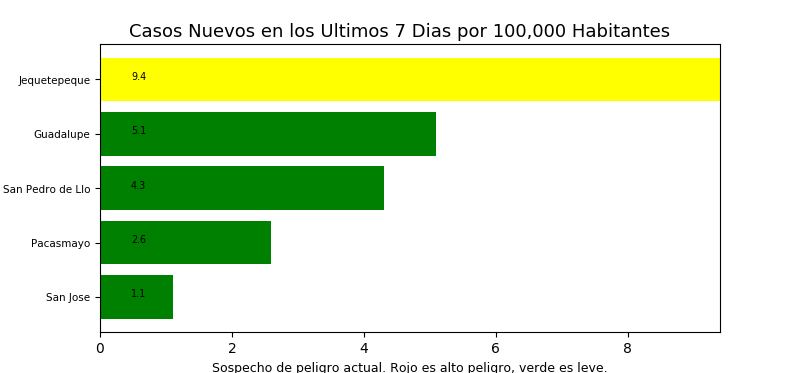 Casos Nuevos en los Ultimos 7 Dias por 100,000 Habitantes
Jequetepeque 9.4
Guadalupe 5.1
San Pedro de Llo 4.3
Pacasmayo 2.6
San Jose 1.1
0 2 4 6 8
Sospecho de peligro actual. Rojo es alto peligro, verde es leve.